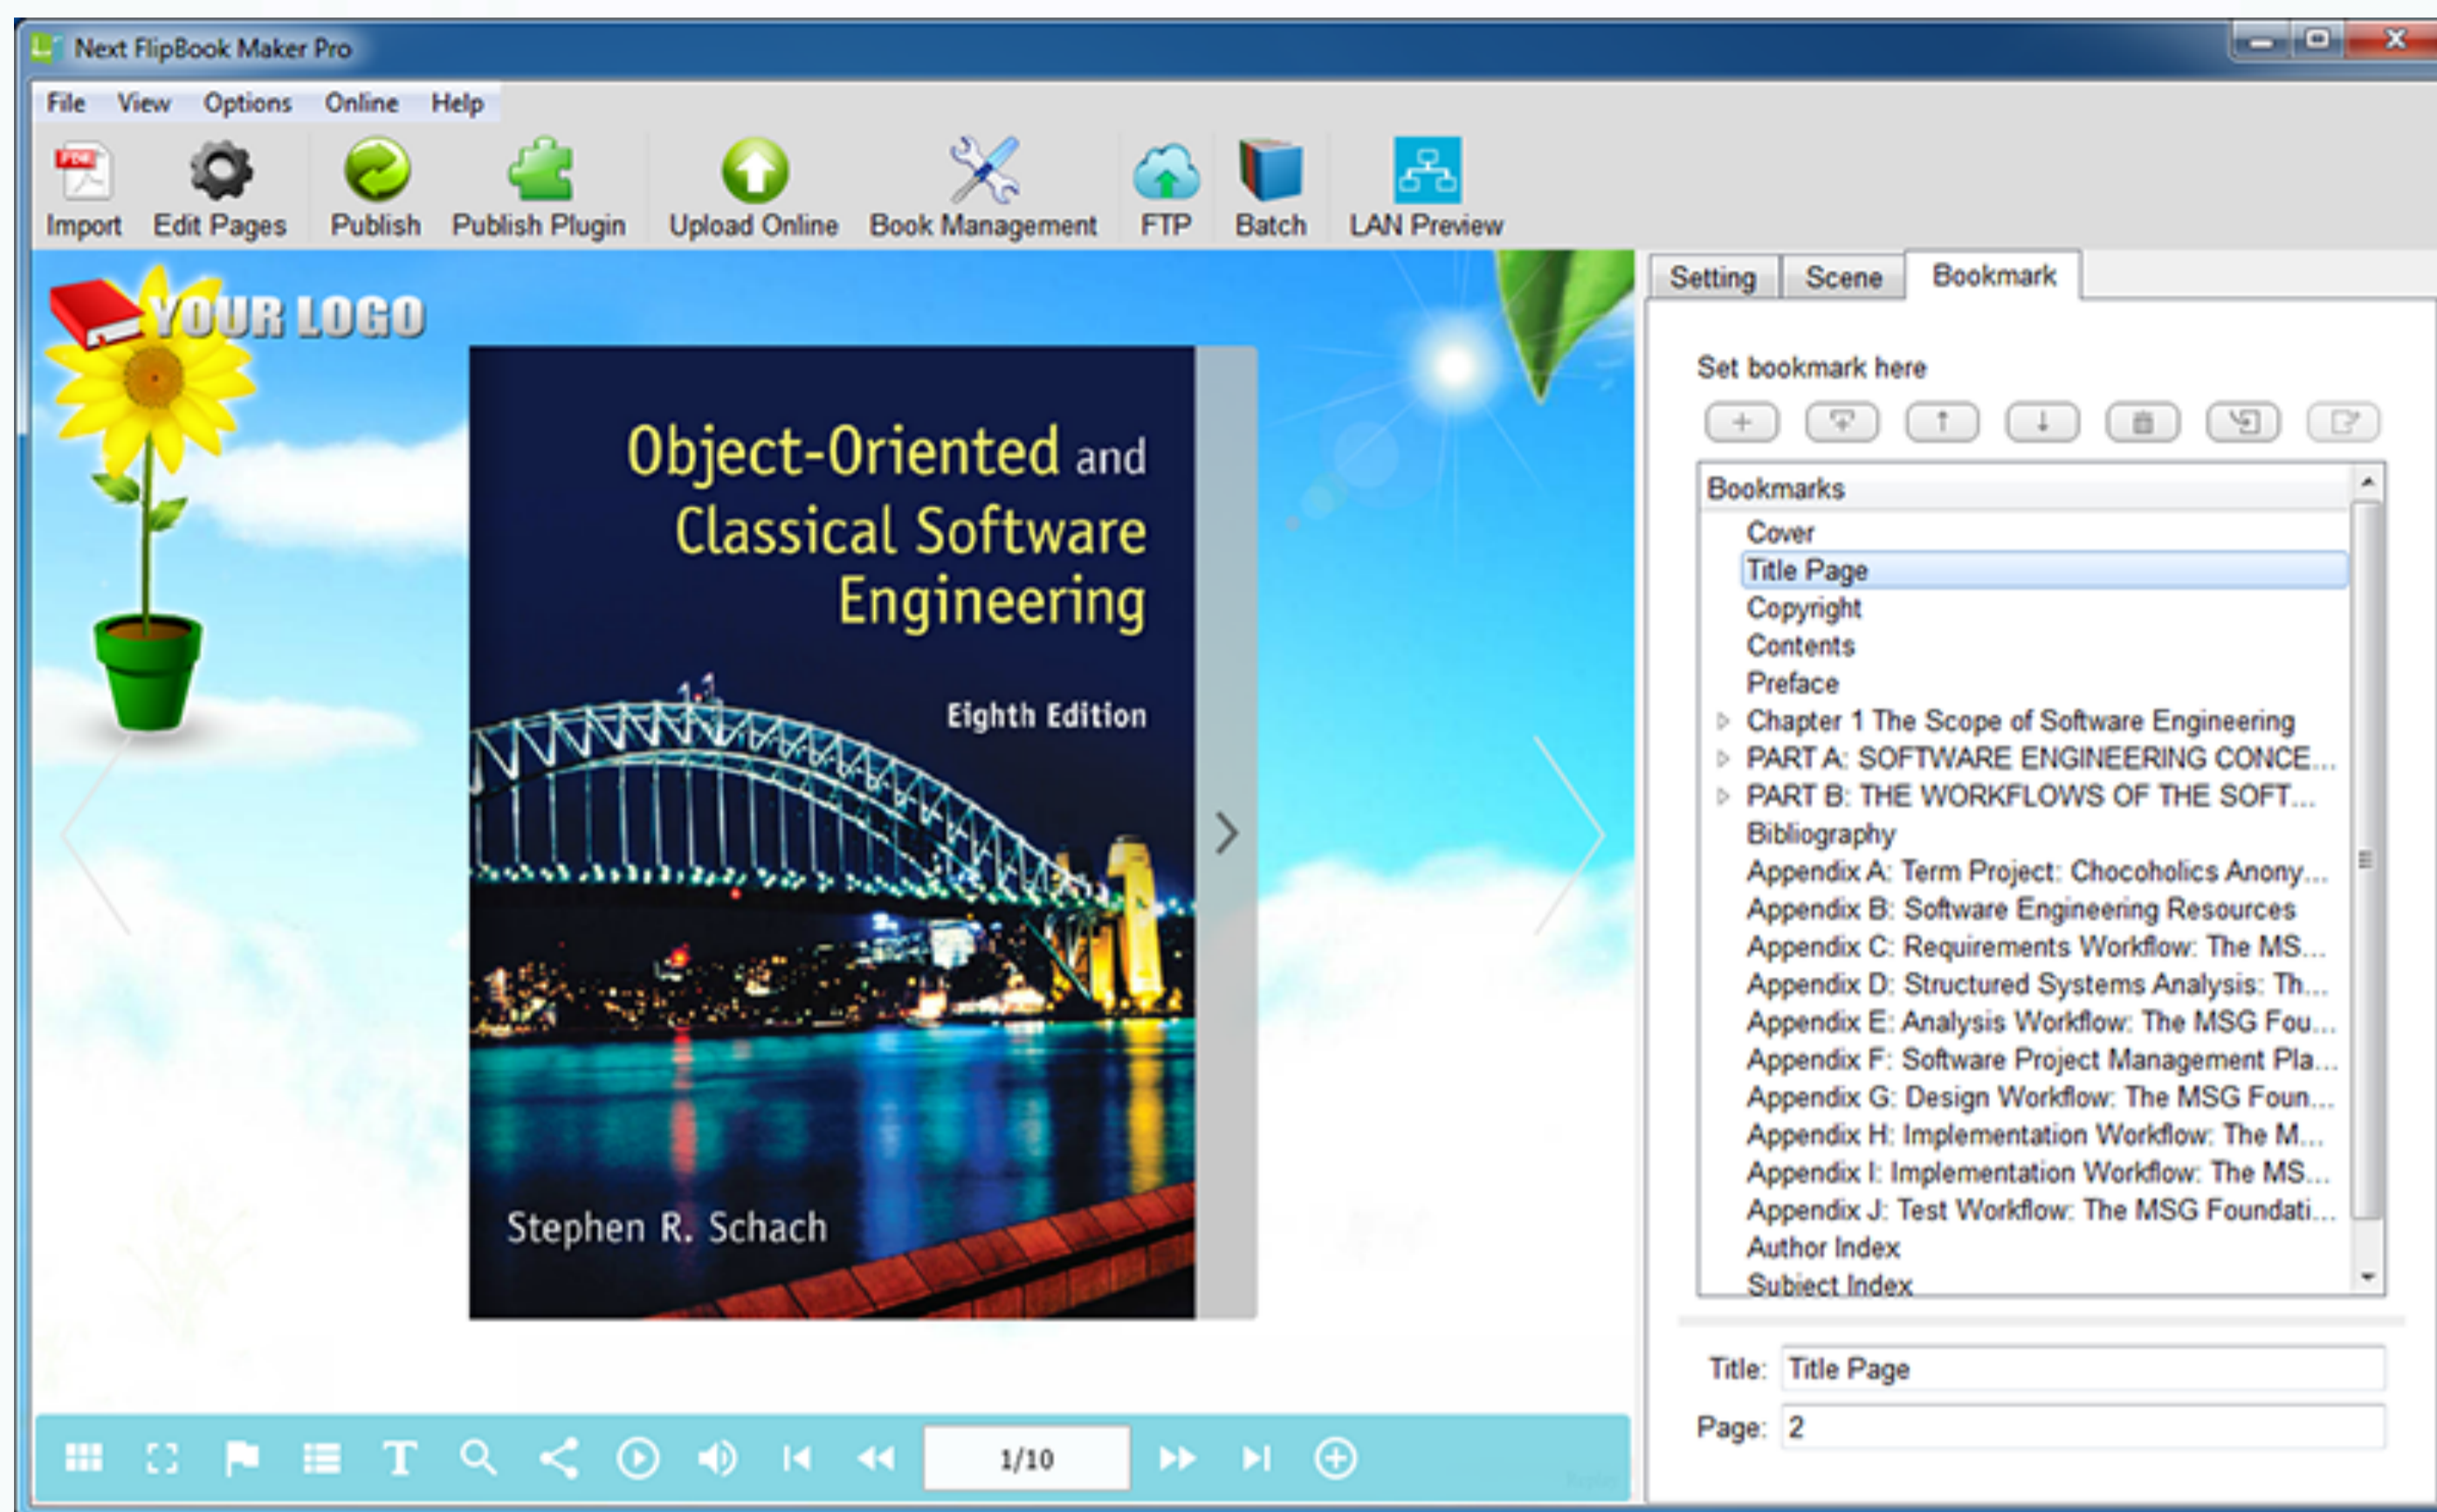 Next FlipBook Maker Pro
File View Options Online Help
Import Edit Pages Publish Publish Plugin Upload Online Book Management FTP Batch LAN Preview
YOUR LOGO
Object-Oriented and
Classical Software
Engineering
Eighth Edition
Stephen R. Schach
1/10
Setting Scene Bookmark
Set bookmark here
Bookmarks
Cover
Title Page
Copyright
Contents
Preface
Chapter 1 The Scope of Software Engineering
PART A: SOFTWARE ENGINEERING CONCE...
PART B: THE WORKFLOWS OF THE SOFT...
Bibliography
Appendix A: Term Project: Chocoholics Anony...
Appendix B: Software Engineering Resources
Appendix C: Requirements Workflow: The MS...
Appendix D: Structured Systems Analysis: Th...
Appendix E: Analysis Workflow: The MSG Fou...
Appendix F: Software Project Management Pla...
Appendix G: Design Workflow: The MSG Foun...
Appendix H: Implementation Workflow: The M...
Appendix I: Implementation Workflow: The MS...
Appendix J: Test Workflow: The MSG Foundati...
Author Index
Subject Index
Title: Title Page
Page: 2